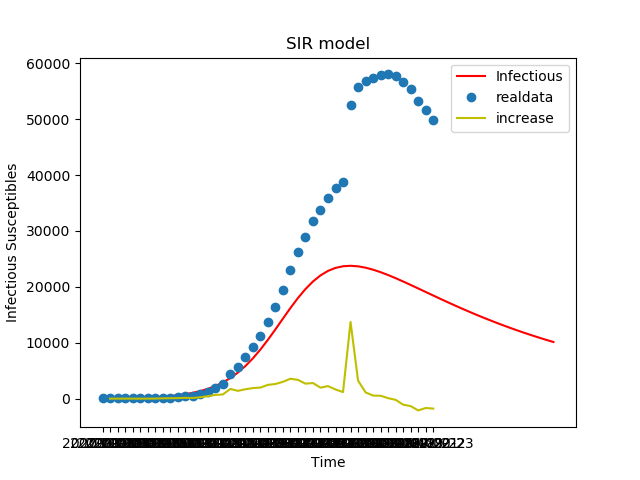 SIR model
60000
50000
40000
30000
20000
10000
0
Infectious Susceptibles
Infectious
realdata
increase
Time